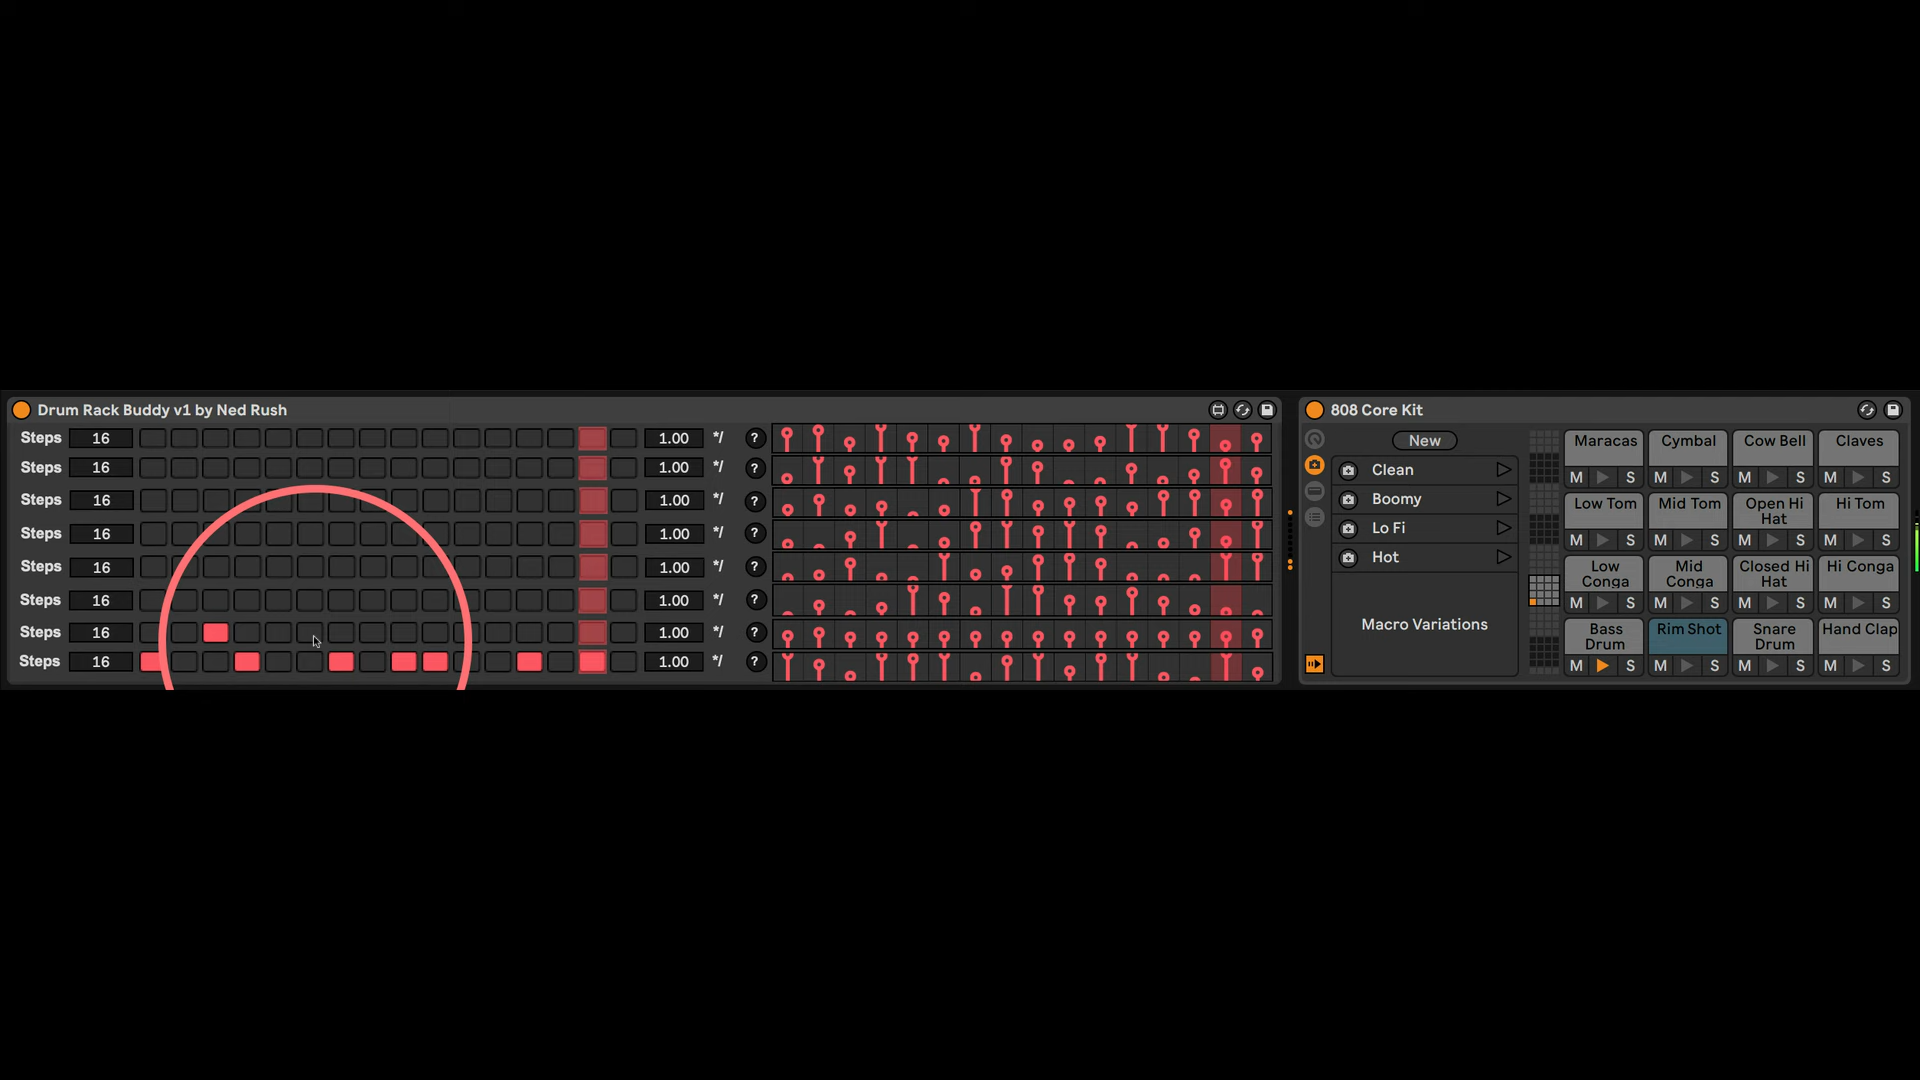 Drum Rack Buddy v1 by Ned Rush
Steps 16 1.00 */ ?
Steps 16 1.00 */ ?
Steps 16 1.00 */ ?
Steps 16 1.00 */ ?
Steps 16 1.00 */ ?
Steps 16 1.00 */ ?
Steps 16 1.00 */ ?
Steps 16 1.00 */ ?
808 Core Kit
New
Clean
Boomy
Lo Fi
Hot
Macro Variations
Maracas Cymbal Cow Bell Claves
M S M S M S M S
Low Tom Mid Tom Open Hi Hat Hi Tom
M S M S M S M S
Low Conga Mid Conga Closed Hi Hat Hi Conga
M S M S M S M S
Bass Drum Rim Shot Snare Drum Hand Clap
M S M S M S M S